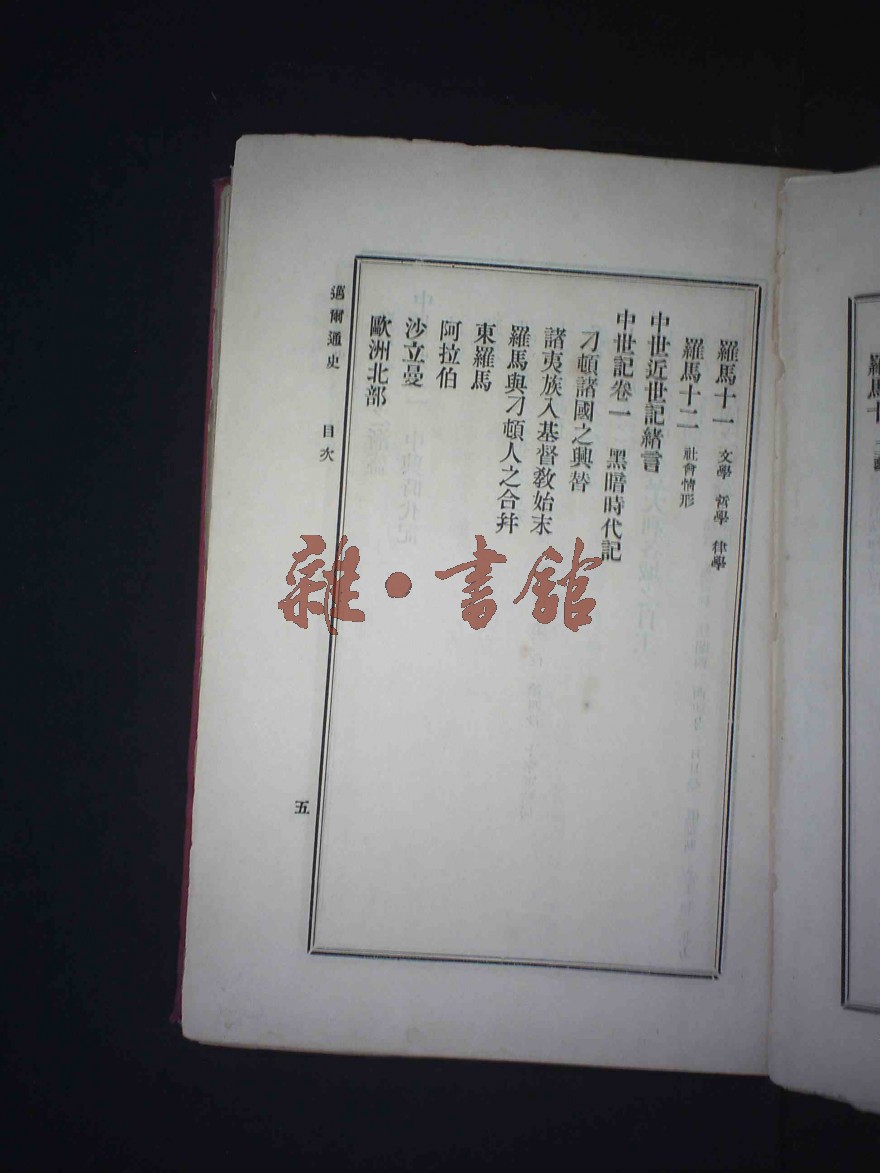 羅馬十一 文學 哲學 律學
羅馬十二 社會情形
中世近世記緒言
中世記卷一 黑暗時代記
刁頓諸國之興替
諸夷族入基督敎始末
羅馬與刁頓人之合幷
東羅馬
阿拉伯
沙立曼
歐洲北部
邁爾通史 目次
五
雜·書館